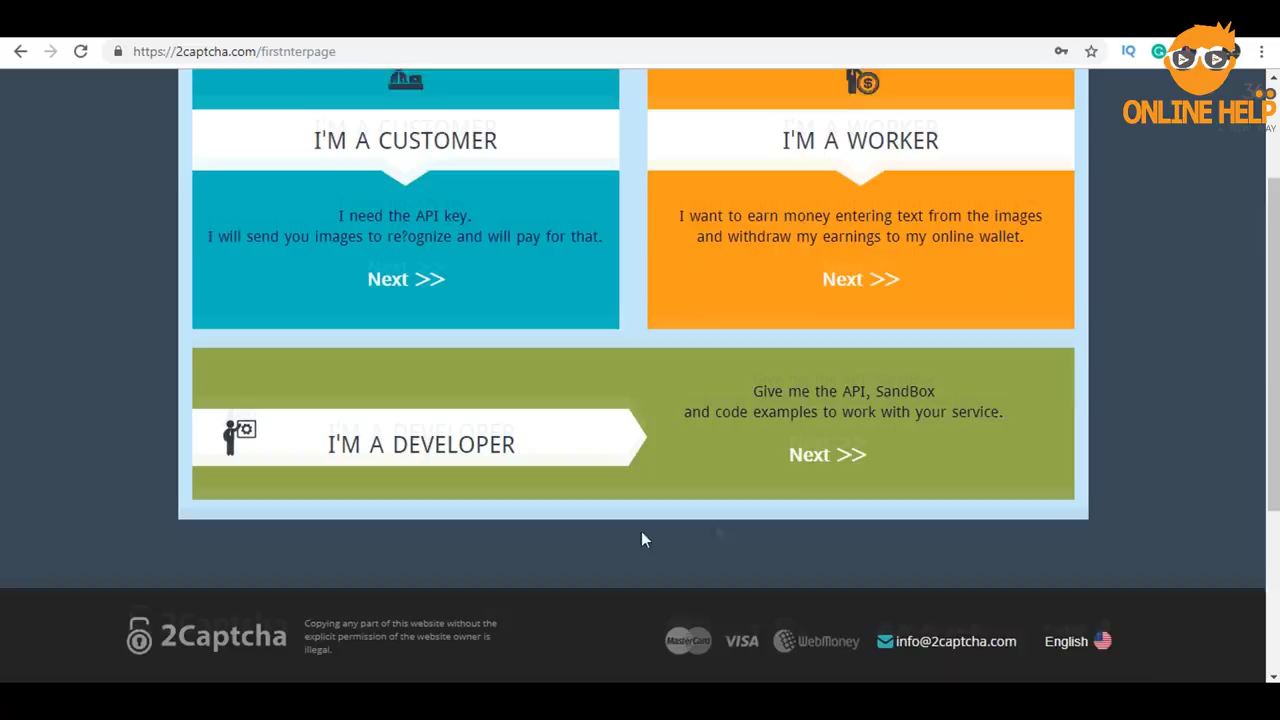 https://2captcha.com/firstnterpage
IQ
ONLINE HELP
I'M A CUSTOMER
I need the API key.
I will send you images to re?ognize and will pay for that.
Next >>
I'M A WORKER
I want to earn money entering text from the images
and withdraw my earnings to my online wallet.
Next >>
I'M A DEVELOPER
Give me the API, SandBox
and code examples to work with your service.
Next >>
2Captcha
Copying any part of this website without the
explicit permission of the website owner is
illegal.
MasterCard
VISA
WebMoney
info@2captcha.com
English